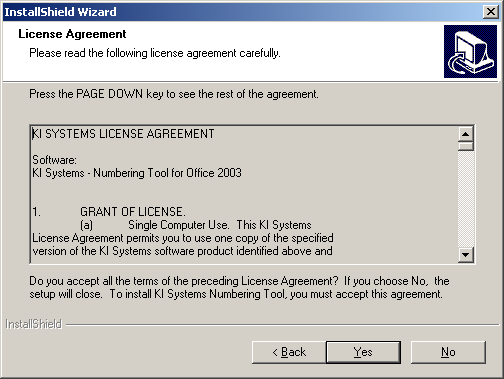 InstallShield Wizard
License Agreement
Please read the following license agreement carefully.
Press the PAGE DOWN key to see the rest of the agreement.
KI SYSTEMS LICENSE AGREEMENT
Software:
KI Systems - Numbering Tool for Office 2003
1. GRANT OF LICENSE.
(a) Single Computer Use. This KI Systems
License Agreement permits you to use one copy of the specified
version of the KI Systems software product identified above and
Do you accept all the terms of the preceding License Agreement? If you choose No, the
setup will close. To install KI Systems Numbering Tool, you must accept this agreement.
InstallShield
< Back Yes No